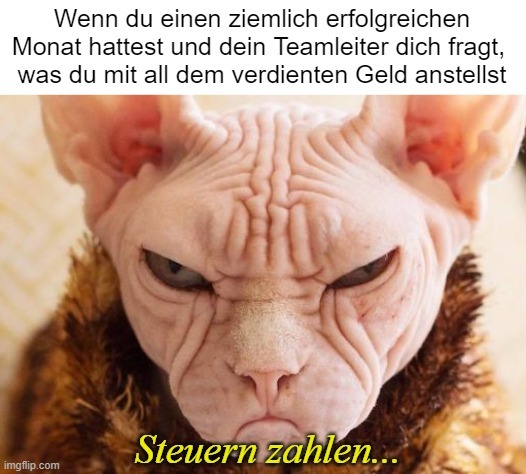 Wenn du einen ziemlich erfolgreichen
Monat hattest und dein Teamleiter dich fragt,
was du mit all dem verdienten Geld anstellst
Steuern zahlen...
imgflip.com